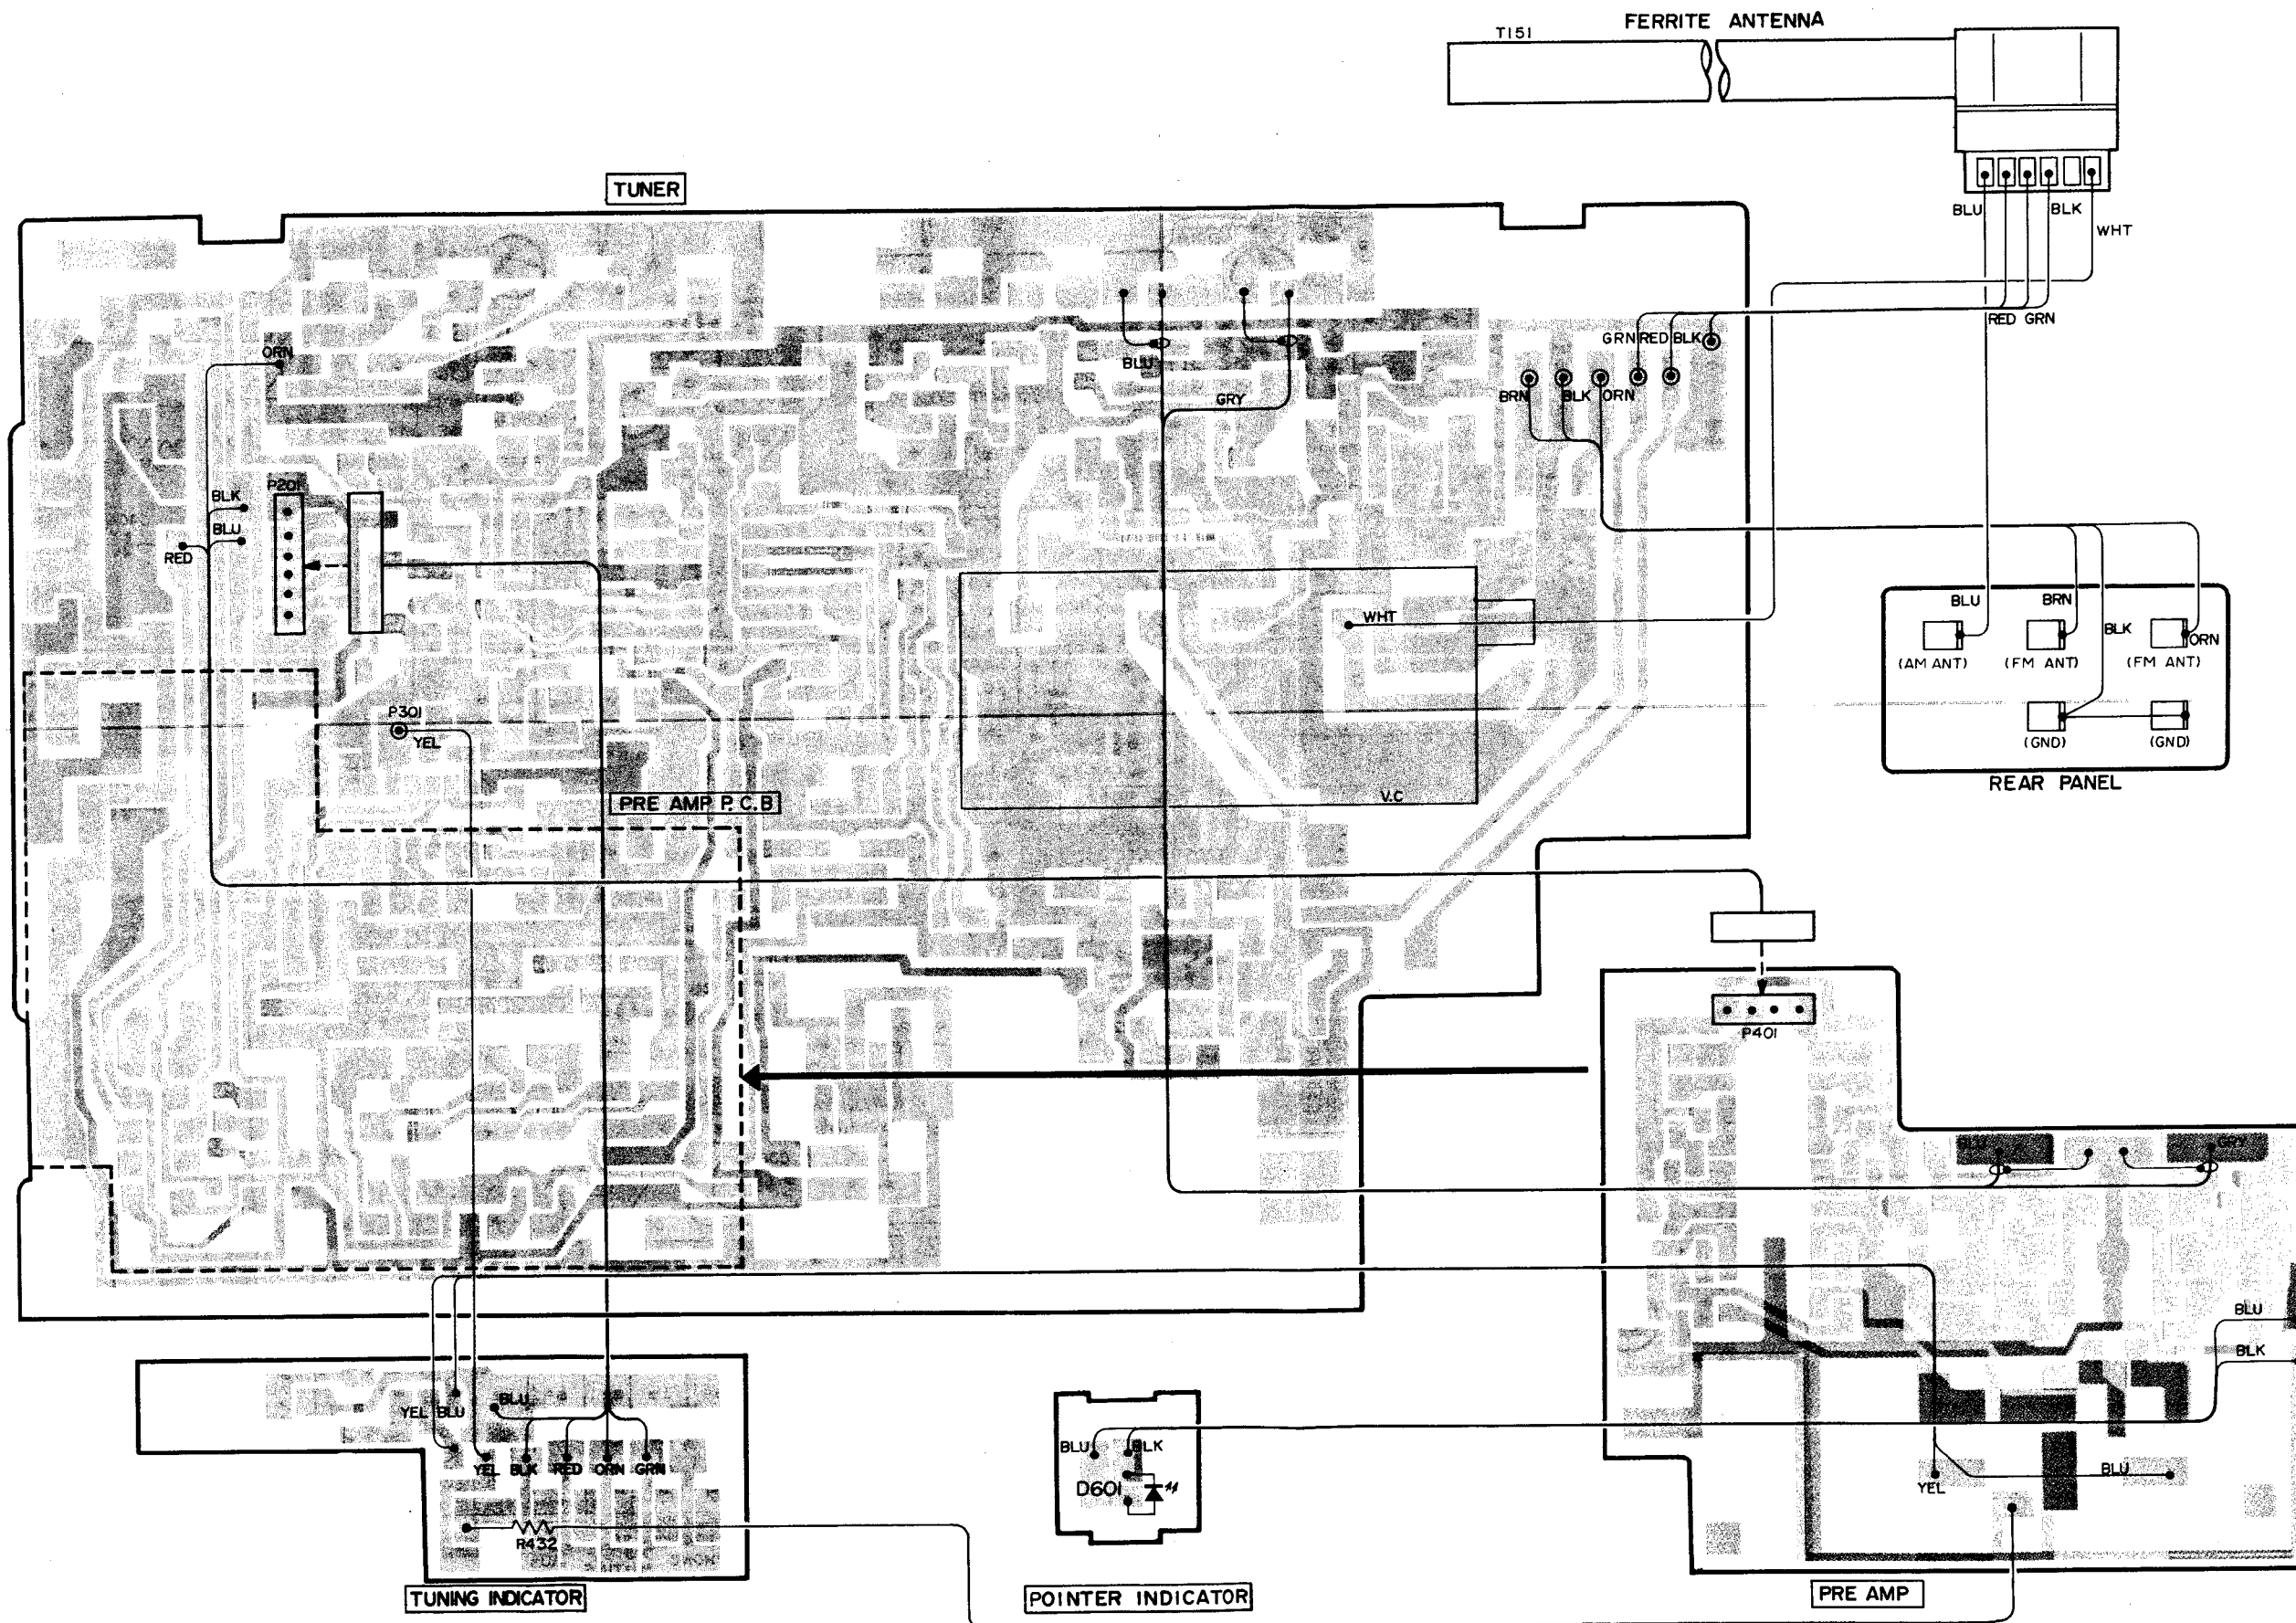 FERRITE ANTENNA
T151
TUNER
BLU
BLK
WHT
RED GRN
ORN
GRN RED BLK
BLU
GRY
BRN
BLK
ORN
P201
BLK
BLU
RED
WHT
BLU
BRN
BLK
ORN
(AM ANT)
(FM ANT)
(FM ANT)
P301
YEL
(GND)
(GND)
REAR PANEL
PRE AMP P.C.B
V.C
P401
BLU
GRY
BLU
BLK
YEL BLU
BLU
YEL
BLK
RED
ORN
GRN
BLU
BLK
D601
YEL
BLU
R432
TUNING INDICATOR
POINTER INDICATOR
PRE AMP